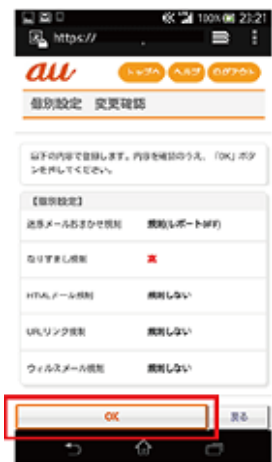 100% 23:21
https://
au
トップへ ヘルプ ログアウト
個別設定 変更確認
以下の内容で登録します。内容を確認のうえ、「OK」ボタ
ンを押してください。
【個別設定】
迷惑メールおまかせ規制 規制(レポートOFF)
なりすまし規制 高
HTMLメール規制 規制しない
URLリンク規制 規制しない
ウィルスメール規制 規制しない
OK 戻る